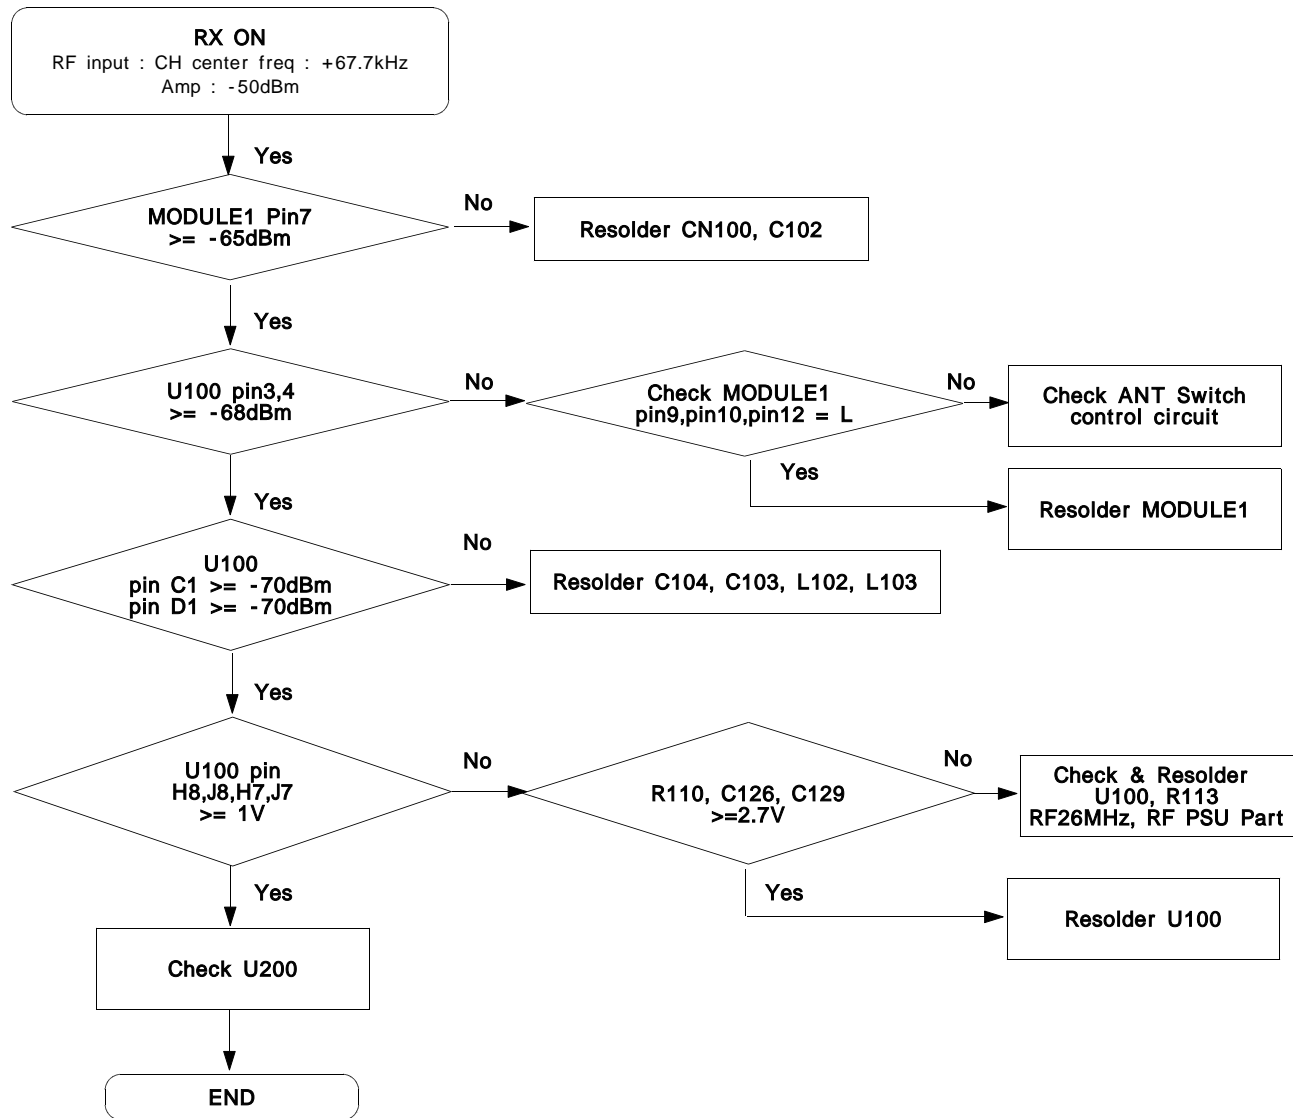 RX ON
RF input : CH center freq : +67.7kHz
Amp : -50dBm
Yes
MODULE1 Pin7
>= -65dBm
No
Resolder CN100, C102
Yes
U100 pin3,4
>= -68dBm
No
Check MODULE1
pin9,pin10,pin12 = L
No
Check ANT Switch
control circuit
Yes
Resolder MODULE1
Yes
U100
pin C1 >= -70dBm
pin D1 >= -70dBm
No
Resolder C104, C103, L102, L103
Yes
U100 pin
H8,J8,H7,J7
>= 1V
No
R110, C126, C129
>=2.7V
No
Check & Resolder
U100, R113
RF26MHz, RF PSU Part
Yes
Resolder U100
Yes
Check U200
END